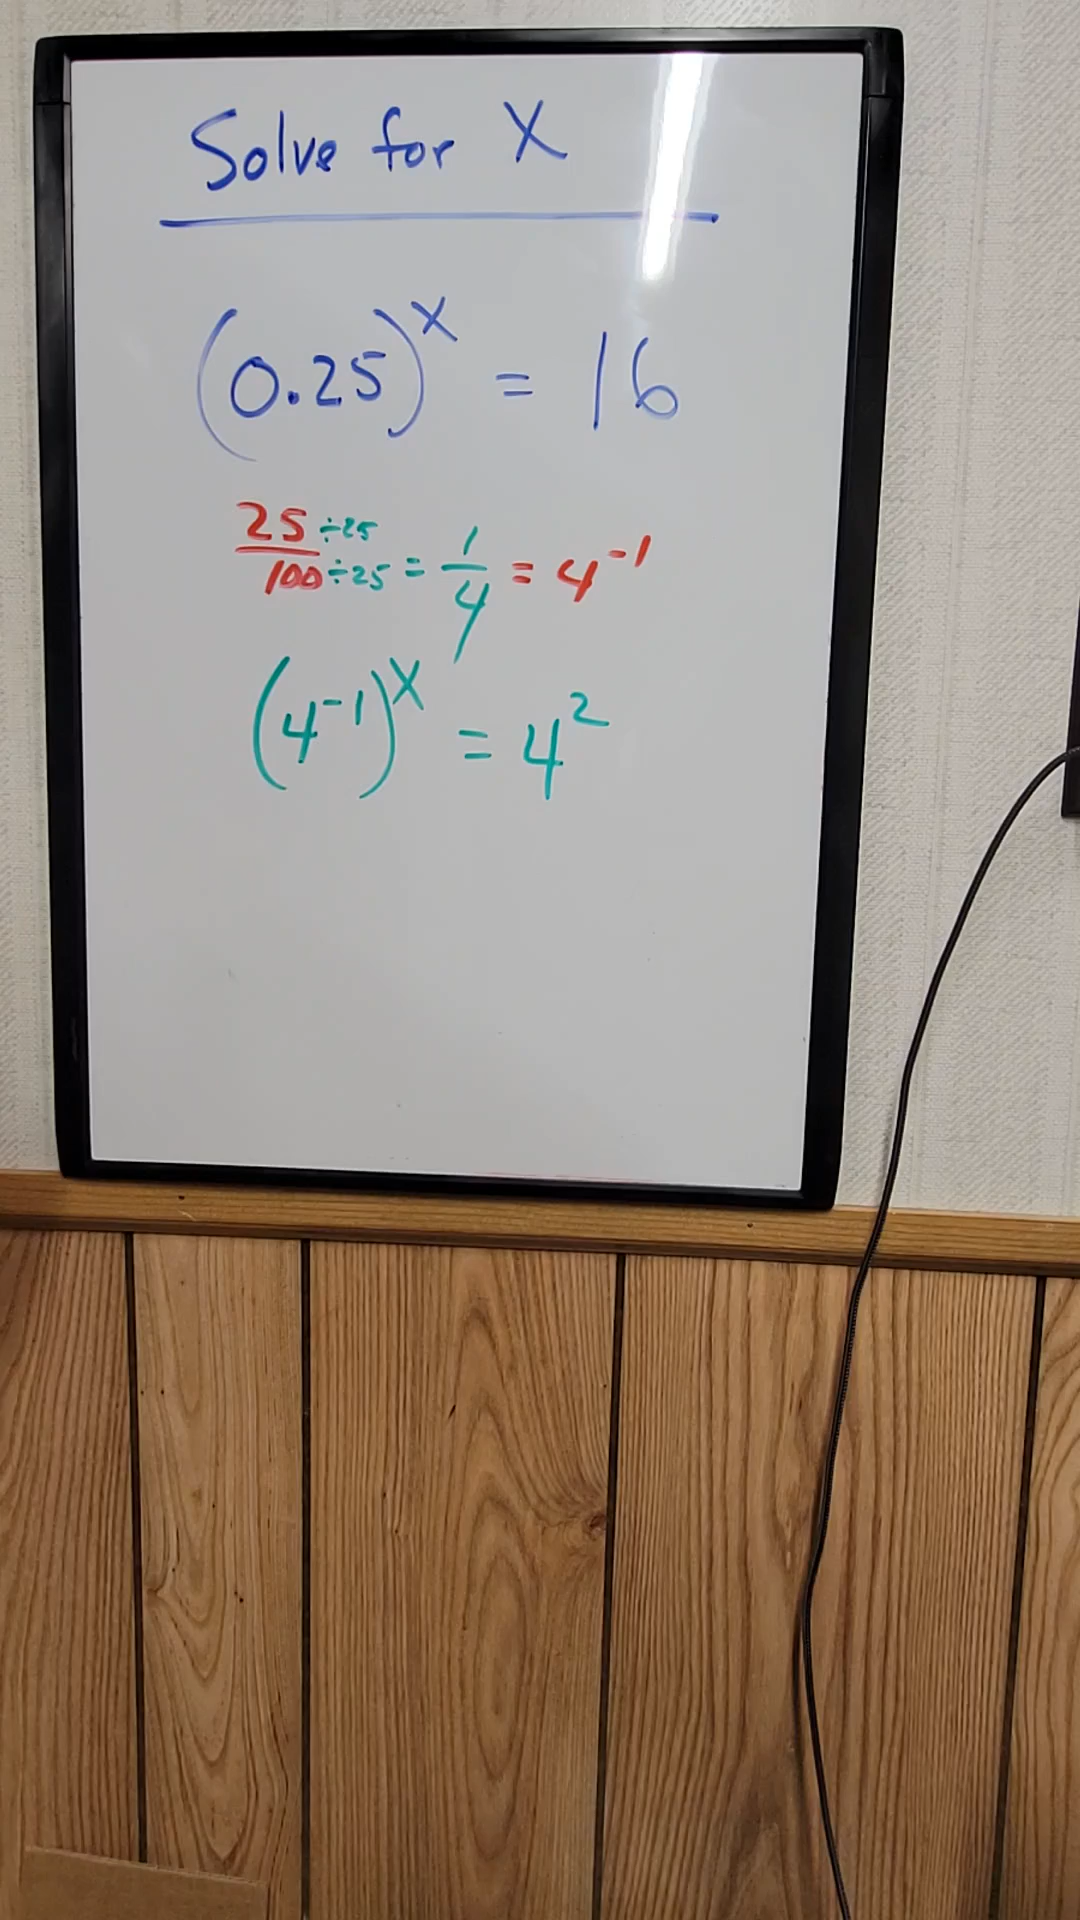 Solve for X
(0.25)^x = 16
25÷25/100÷25 = 1/4 = 4^-1
(4^-1)^x = 4^2